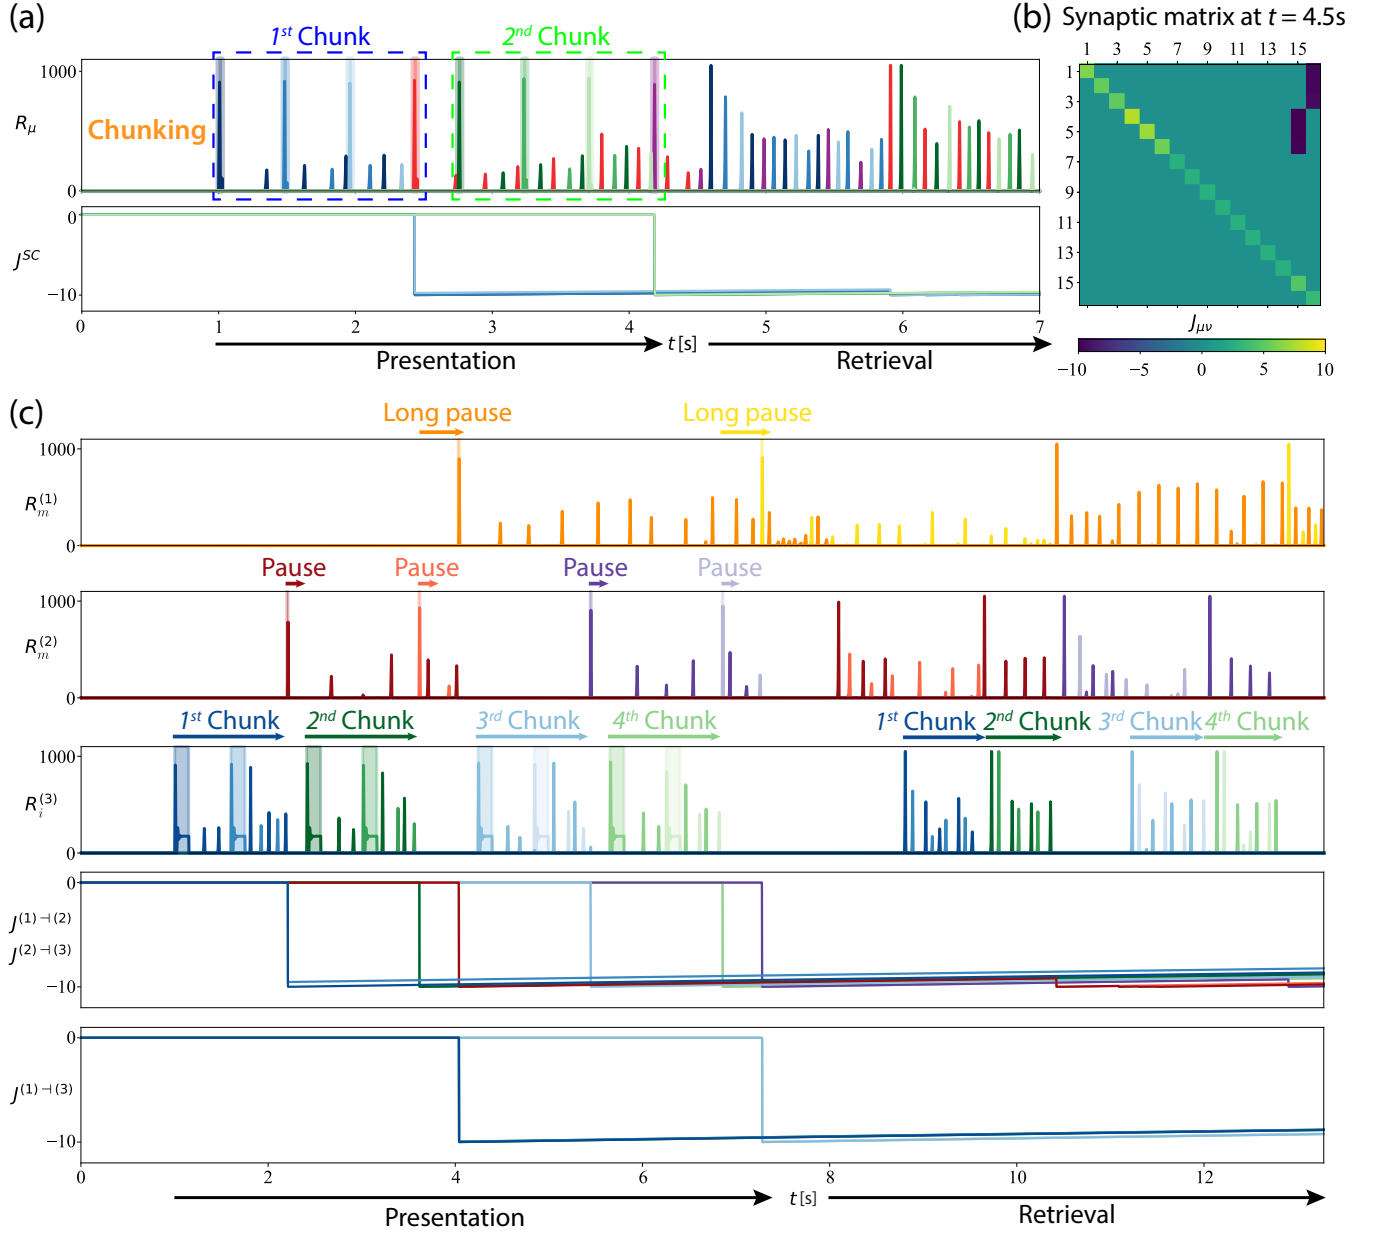 (a)
1st Chunk
2nd Chunk
1000
Rμ
0
Chunking
0
J^SC
−10
0 1 2 3 4 5 6 7
Presentation
t [s]
Retrieval
(b)
Synaptic matrix at t = 4.5s
1 3 5 7 9 11 13 15
1
3
5
7
9
11
13
15
Jμν
−10 −5 0 5 10
(c)
Long pause
Long pause
1000
R_m^(1)
0
Pause
Pause
Pause
Pause
1000
R_m^(2)
0
1st Chunk 2nd Chunk 3rd Chunk 4th Chunk 1st Chunk 2nd Chunk 3rd Chunk 4th Chunk
1000
R_i^(3)
0
0
J^(1)⊣(2)
J^(2)⊣(3)
−10
0
J^(1)⊣(3)
−10
0 2 4 6 8 10 12
Presentation
t [s]
Retrieval